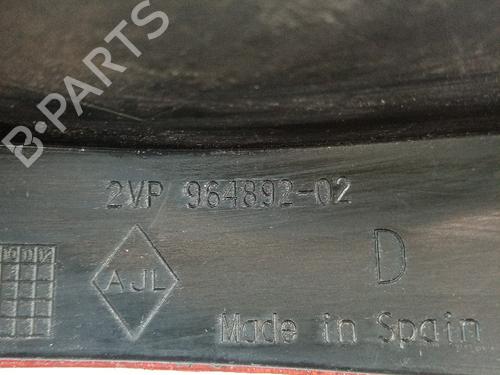 B-PARTS
2VP 964892-02
AJL
D
Made in Spain